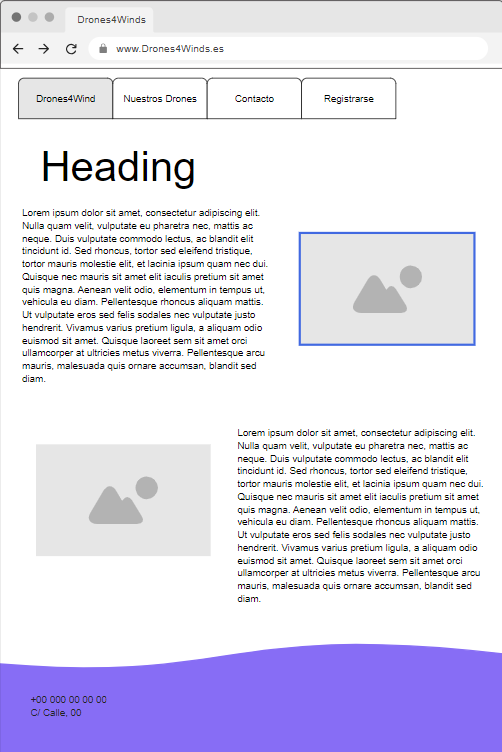 Drones4Winds
www.Drones4Winds.es
Drones4Wind
Nuestros Drones
Contacto
Registrarse
Heading
Lorem ipsum dolor sit amet, consectetur adipiscing elit.
Nulla quam velit, vulputate eu pharetra nec, mattis ac
neque. Duis vulputate commodo lectus, ac blandit elit
tincidunt id. Sed rhoncus, tortor sed eleifend tristique,
tortor mauris molestie elit, et lacinia ipsum quam nec dui.
Quisque nec mauris sit amet elit iaculis pretium sit amet
quis magna. Aenean velit odio, elementum in tempus ut,
vehicula eu diam. Pellentesque rhoncus aliquam mattis.
Ut vulputate eros sed felis sodales nec vulputate justo
hendrerit. Vivamus varius pretium ligula, a aliquam odio
euismod sit amet. Quisque laoreet sem sit amet orci
ullamcorper at ultricies metus viverra. Pellentesque arcu
mauris, malesuada quis ornare accumsan, blandit sed
diam.
Lorem ipsum dolor sit amet, consectetur adipiscing elit.
Nulla quam velit, vulputate eu pharetra nec, mattis ac
neque. Duis vulputate commodo lectus, ac blandit elit
tincidunt id. Sed rhoncus, tortor sed eleifend tristique,
tortor mauris molestie elit, et lacinia ipsum quam nec dui.
Quisque nec mauris sit amet elit iaculis pretium sit amet
quis magna. Aenean velit odio, elementum in tempus ut,
vehicula eu diam. Pellentesque rhoncus aliquam mattis.
Ut vulputate eros sed felis sodales nec vulputate justo
hendrerit. Vivamus varius pretium ligula, a aliquam odio
euismod sit amet. Quisque laoreet sem sit amet orci
ullamcorper at ultricies metus viverra. Pellentesque arcu
mauris, malesuada quis ornare accumsan, blandit sed
diam.
+00 000 00 00 00
C/ Calle, 00